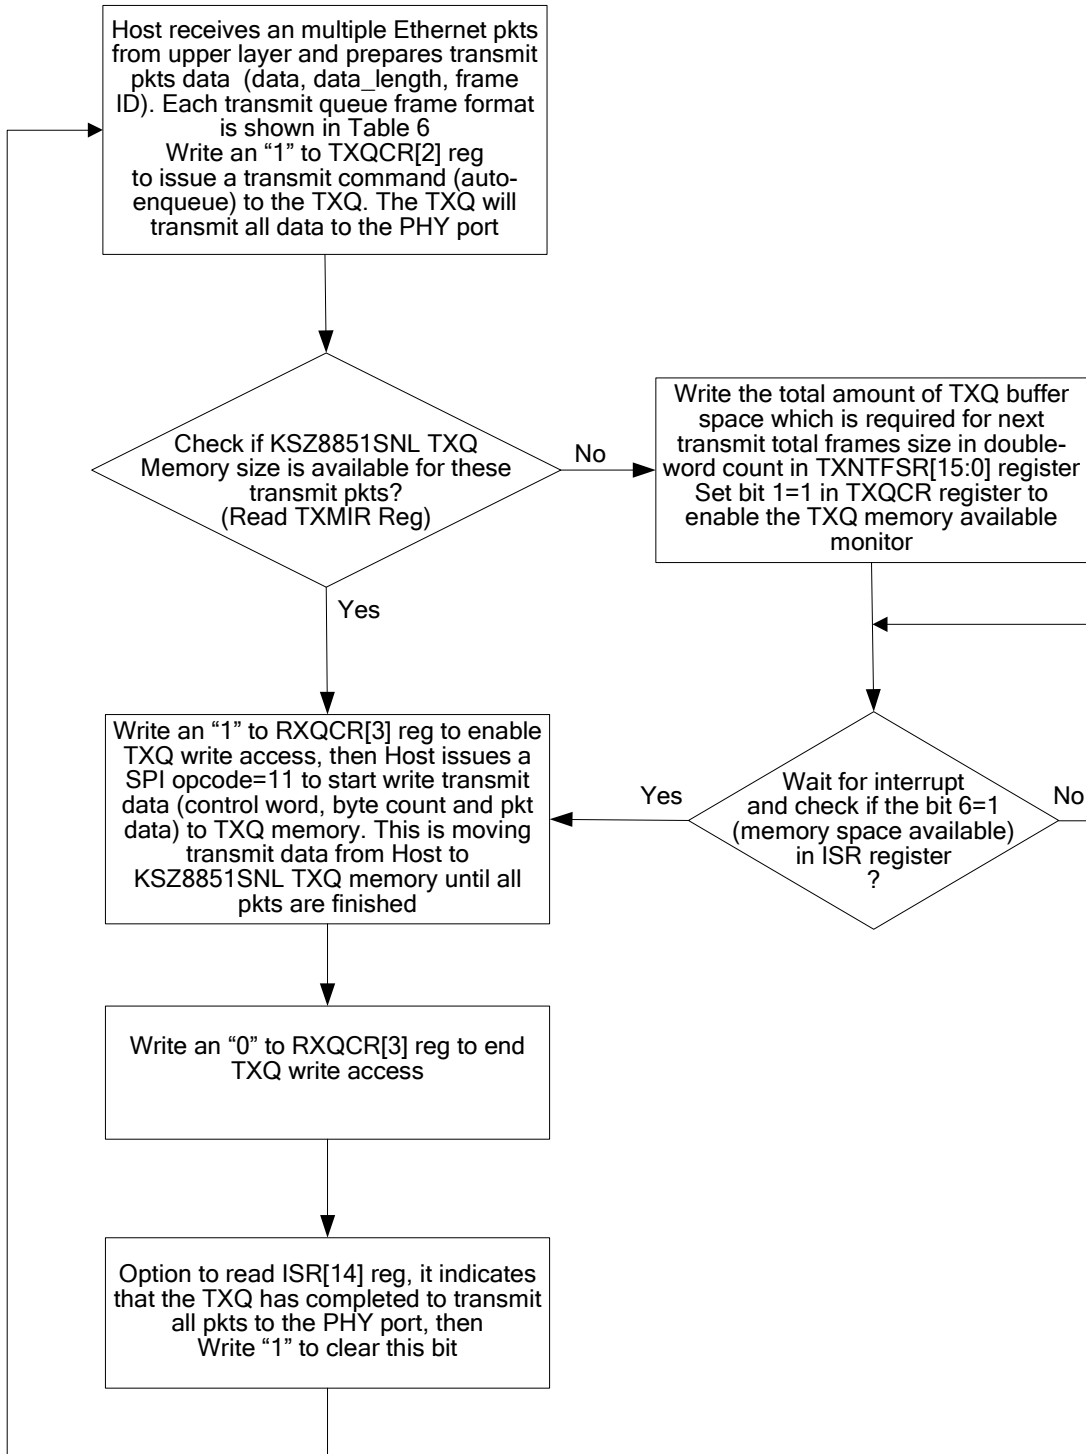 Host receives an multiple Ethernet pkts
from upper layer and prepares transmit
pkts data (data, data_length, frame
ID). Each transmit queue frame format
is shown in Table 6
Write an “1” to TXQCR[2] reg
to issue a transmit command (auto-
enqueue) to the TXQ. The TXQ will
transmit all data to the PHY port
Check if KSZ8851SNL TXQ
Memory size is available for these
transmit pkts?
(Read TXMIR Reg)
No
Write the total amount of TXQ buffer
space which is required for next
transmit total frames size in double-
word count in TXNTFSR[15:0] register
Set bit 1=1 in TXQCR register to
enable the TXQ memory available
monitor
Yes
Write an “1” to RXQCR[3] reg to enable
TXQ write access, then Host issues a
SPI opcode=11 to start write transmit
data (control word, byte count and pkt
data) to TXQ memory. This is moving
transmit data from Host to
KSZ8851SNL TXQ memory until all
pkts are finished
Yes
Wait for interrupt
and check if the bit 6=1
(memory space available)
in ISR register
?
No
Write an “0” to RXQCR[3] reg to end
TXQ write access
Option to read ISR[14] reg, it indicates
that the TXQ has completed to transmit
all pkts to the PHY port, then
Write “1” to clear this bit